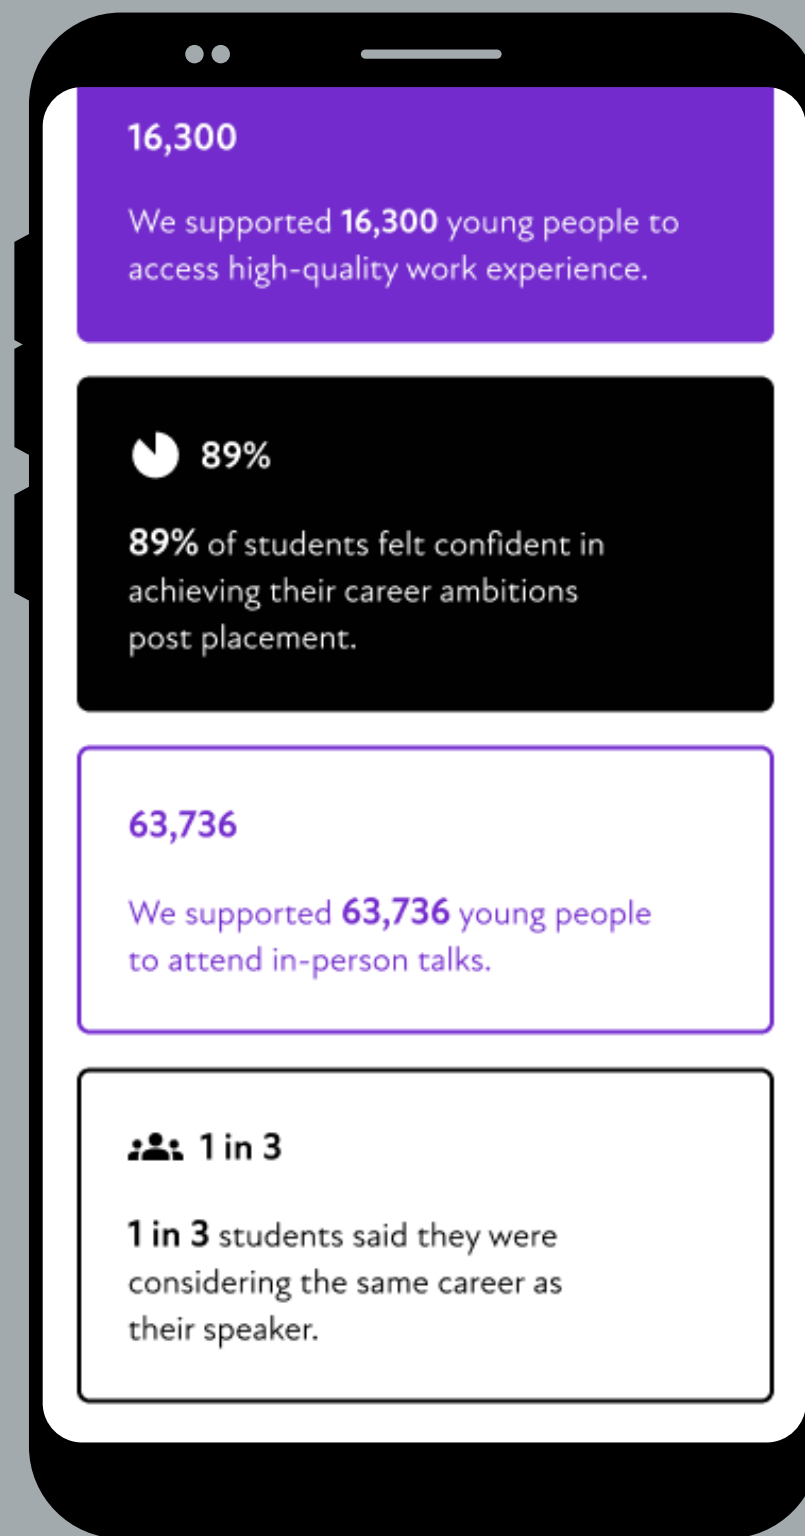 16,300
We supported 16,300 young people to
access high-quality work experience.
89%
89% of students felt confident in
achieving their career ambitions
post placement.
63,736
We supported 63,736 young people
to attend in-person talks.
1 in 3
1 in 3 students said they were
considering the same career as
their speaker.